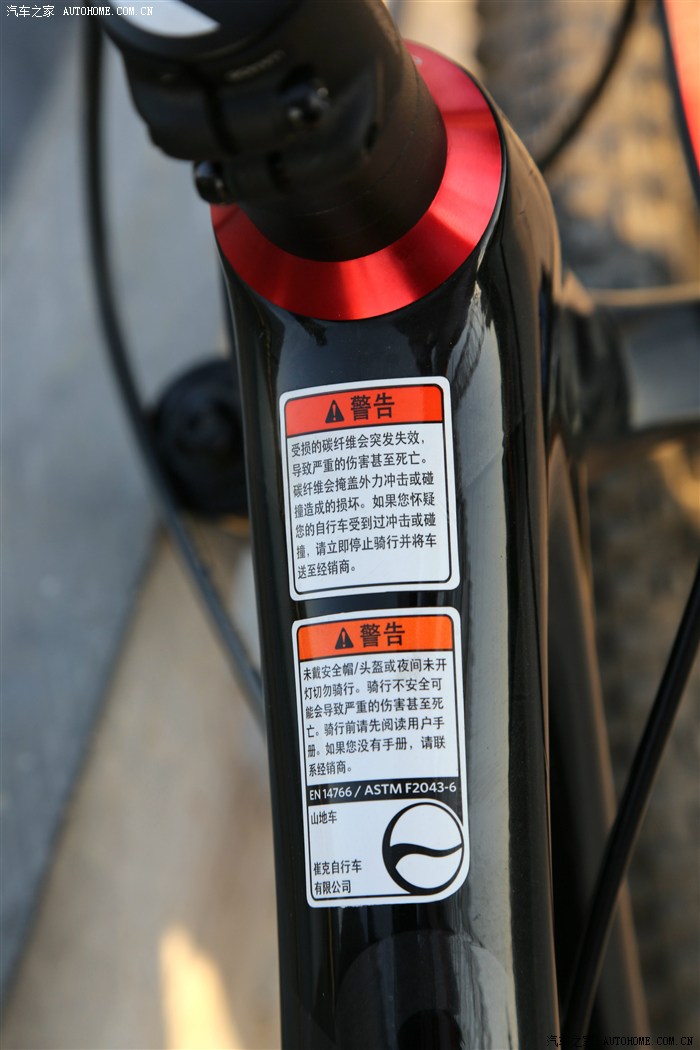 汽车之家 AUTOHOME.COM.CN
警告
受损的碳纤维会突发失效，
导致严重的伤害甚至死亡。
碳纤维会掩盖外力冲击或碰
撞造成的损坏。如果您怀疑
您的自行车受到过冲击或碰
撞，请立即停止骑行并将车
送至经销商。
警告
未戴安全帽/头盔或夜间未开
灯切勿骑行。骑行不安全可
能会导致严重的伤害甚至死
亡。骑行前请先阅读用户手
册。如果您没有手册，请联
系经销商。
EN 14766 / ASTM F2043-6
山地车
崔克自行车
有限公司
汽车之家 AUTOHOME.COM.CN